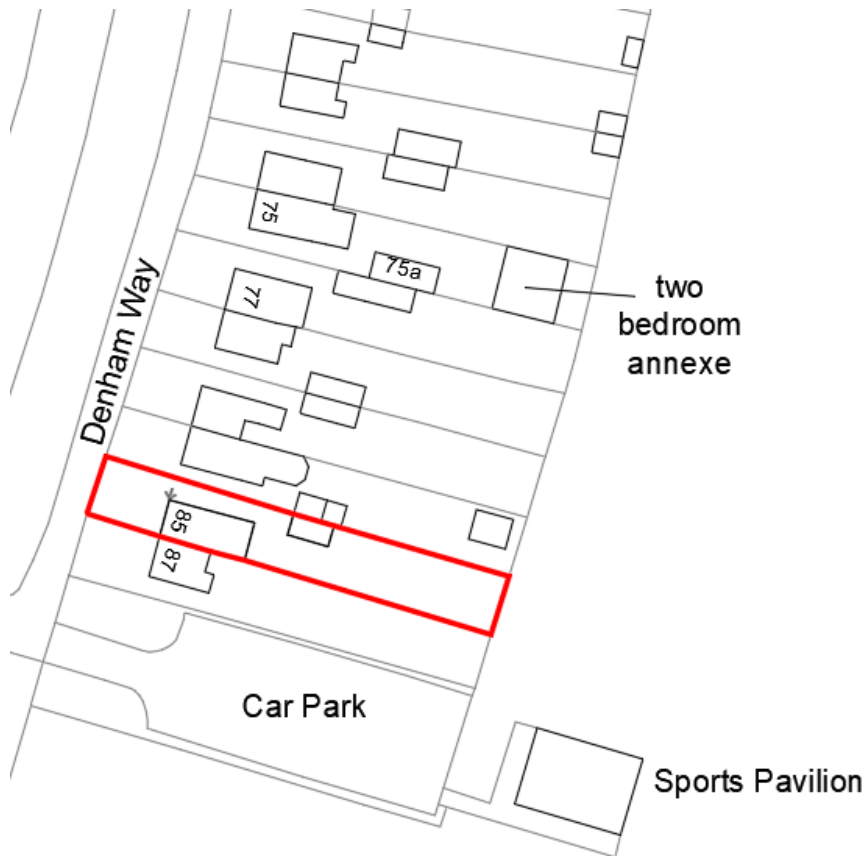 75
75a
77
two
bedroom
annexe
Denham Way
85
87
Car Park
Sports Pavilion